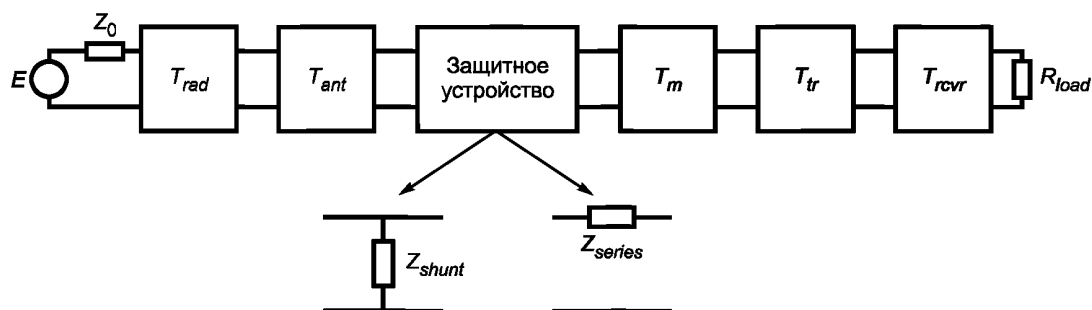 Z0
E
Trad
Tant
Защитное
устройство
Tm
Ttr
Trcvr
Rload
Zshunt
Zseries